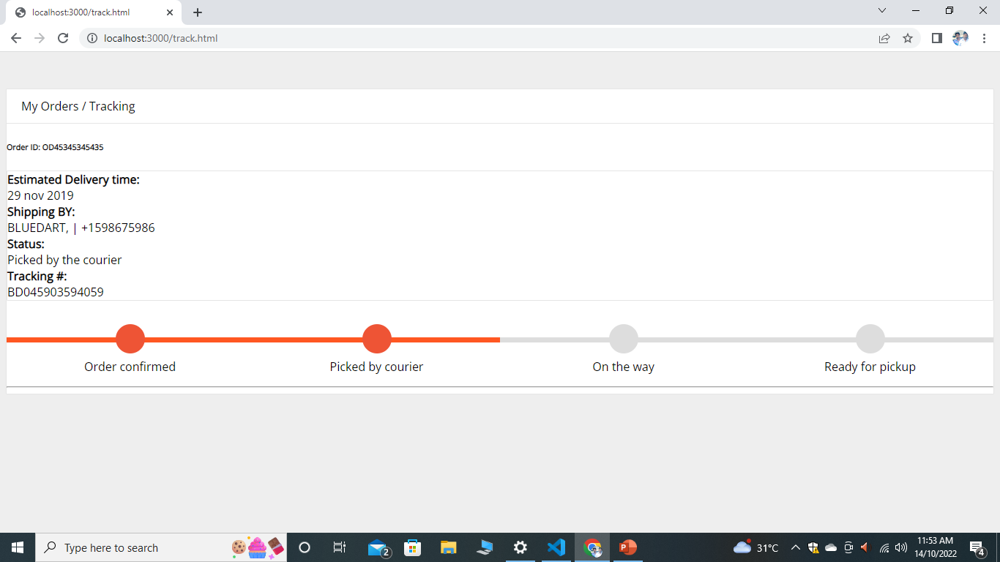 localhost:3000/track.html
localhost:3000/track.html
My Orders / Tracking
Order ID: OD45345345435
Estimated Delivery time:
29 nov 2019
Shipping BY:
BLUEDART, | +1598675986
Status:
Picked by the courier
Tracking #:
BD045903594059
Order confirmed
Picked by courier
On the way
Ready for pickup
Type here to search
2
P
31°C
11:53 AM
14/10/2022
4